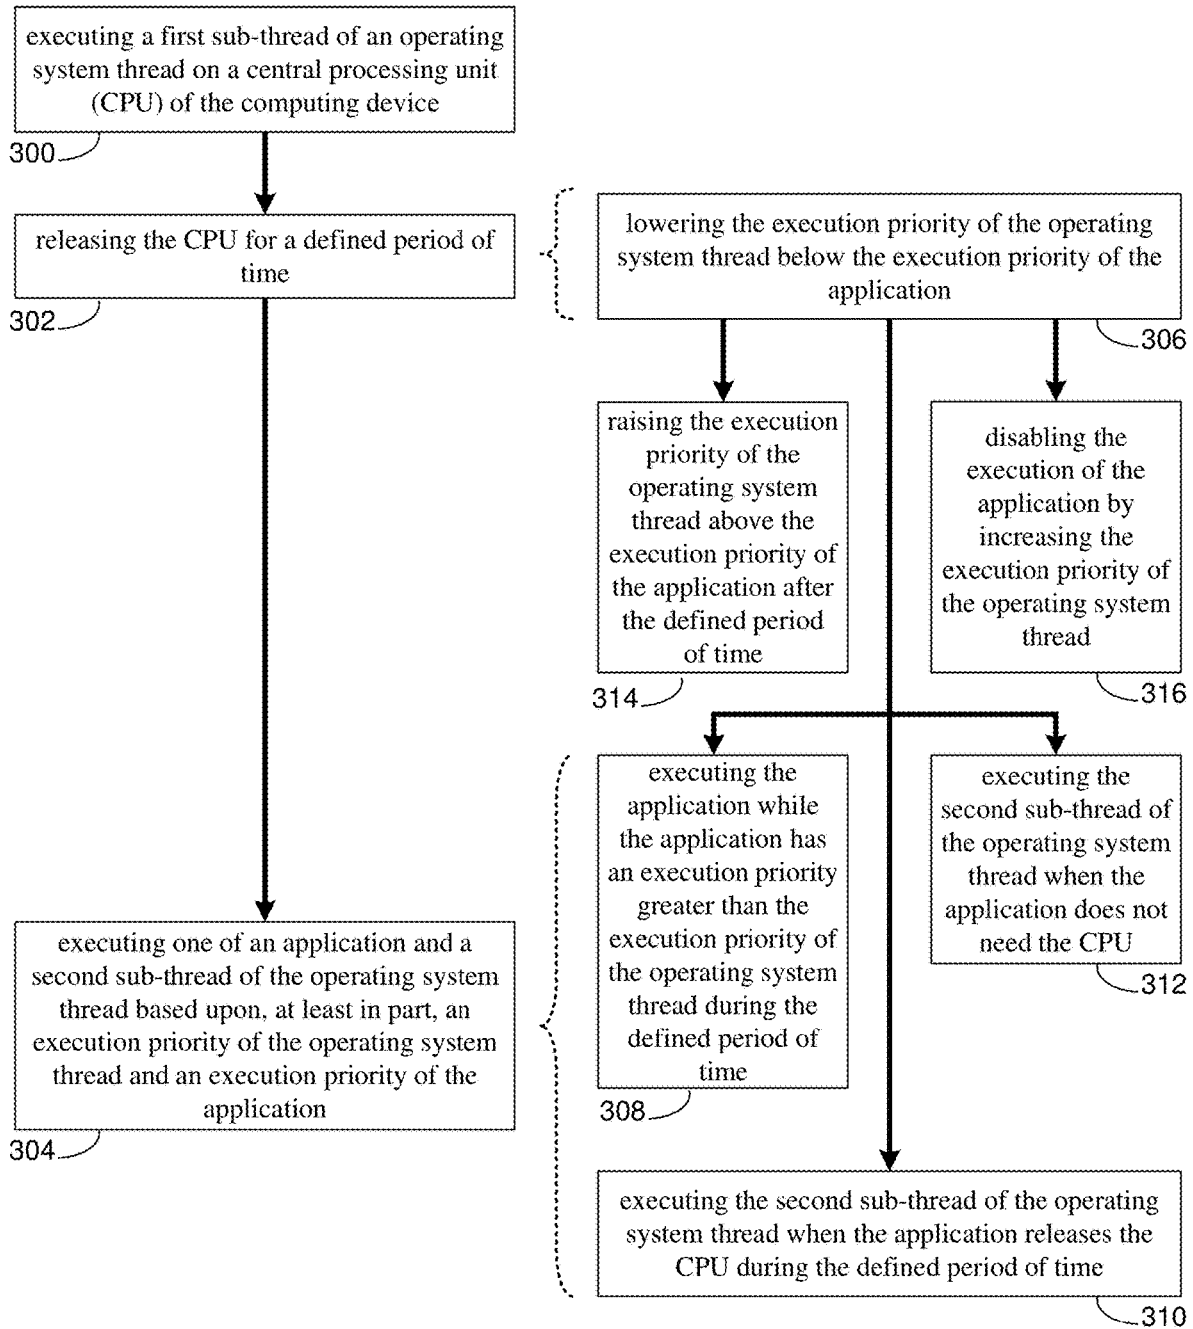 executing a first sub-thread of an operating
system thread on a central processing unit
(CPU) of the computing device
300
releasing the CPU for a defined period of
time
302
lowering the execution priority of the operating
system thread below the execution priority of the
application
306
raising the execution
priority of the
operating system
thread above the
execution priority of
the application after
the defined period
of time
314
disabling the
execution of the
application by
increasing the
execution priority of
the operating system
thread
316
executing the
application while
the application has
an execution priority
greater than the
execution priority of
the operating system
thread during the
defined period of
time
308
executing the
second sub-thread of
the operating system
thread when the
application does not
need the CPU
312
executing one of an application and a
second sub-thread of the operating system
thread based upon, at least in part, an
execution priority of the operating system
thread and an execution priority of the
application
304
executing the second sub-thread of the operating
system thread when the application releases the
CPU during the defined period of time
310